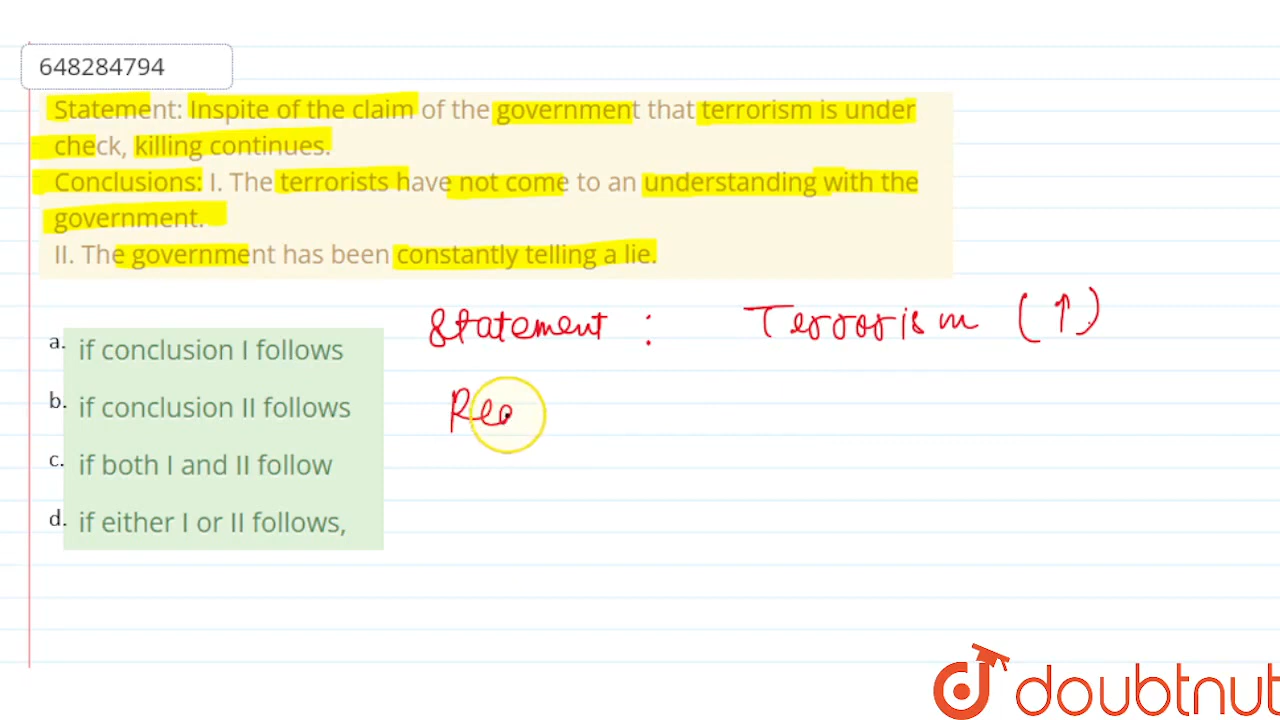 648284794
Statement: Inspite of the claim of the government that terrorism is under
check, killing continues.
Conclusions: I. The terrorists have not come to an understanding with the
government.
II. The government has been constantly telling a lie.
Statement : Terrorism (↑)
a. if conclusion I follows
Rea
b. if conclusion II follows
c. if both I and II follow
d. if either I or II follows,
doubtnut